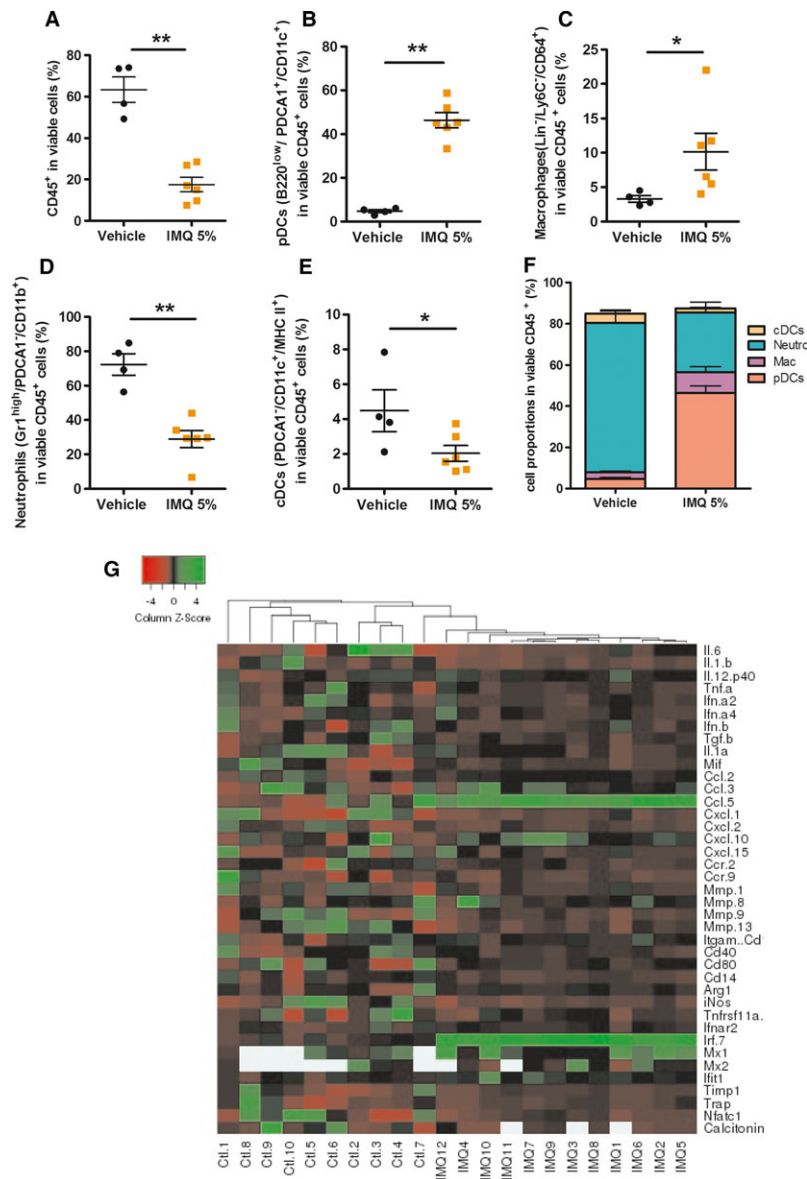 A
**
CD45+ in viable cells (%)
80
60
40
20
0
Vehicle
IMQ 5%
B
**
pDCs (B220low/ PDCA1+/CD11c+)
in viable CD45+ cells (%)
80
60
40
20
0
Vehicle
IMQ 5%
C
*
Macrophages(Lin-/Ly6C-/CD64+)
in viable CD45+ cells (%
25
20
15
10
5
0
Vehicle
IMQ 5%
D
**
Neutrophils (Gr1high/PDCA1-/CD11b+)
in viable CD45+ cells (%)
100
80
60
40
20
0
Vehicle
IMQ 5%
E
*
cDCs (PDCA1-/CD11c+/MHC II+)
in viable CD45+ cells (%)
10
8
6
4
2
0
Vehicle
IMQ 5%
F
cell proportions in viable CD45 + (%)
100
80
60
40
20
0
Vehicle
IMQ 5%
cDCs
Neutro
Mac
pDCs
G
-4 0 4
Column Z-Score
Il.6
Il.1.b
Il.12.p40
Tnf.a
Ifn.a2
Ifn.a4
Ifn.b
Tgf.b
Il.1a
Mif
Ccl.2
Ccl.3
Ccl.5
Cxcl.1
Cxcl.2
Cxcl.10
Cxcl.15
Ccr.2
Ccr.9
Mmp.1
Mmp.8
Mmp.9
Mmp.13
Itgam..Cd
Cd40
Cd80
Cd14
Arg1
iNos
Tnfrsf11a.
Ifnar2
Irf.7
Mx1
Mx2
Ifit1
Timp1
Trap
Nfatc1
Calcitonin
Ctl.1
Ctl.8
Ctl.9
Ctl.10
Ctl.5
Ctl.6
Ctl.2
Ctl.3
Ctl.4
Ctl.7
IMQ12
IMQ4
IMQ10
IMQ11
IMQ7
IMQ9
IMQ3
IMQ8
IMQ1
IMQ6
IMQ2
IMQ5